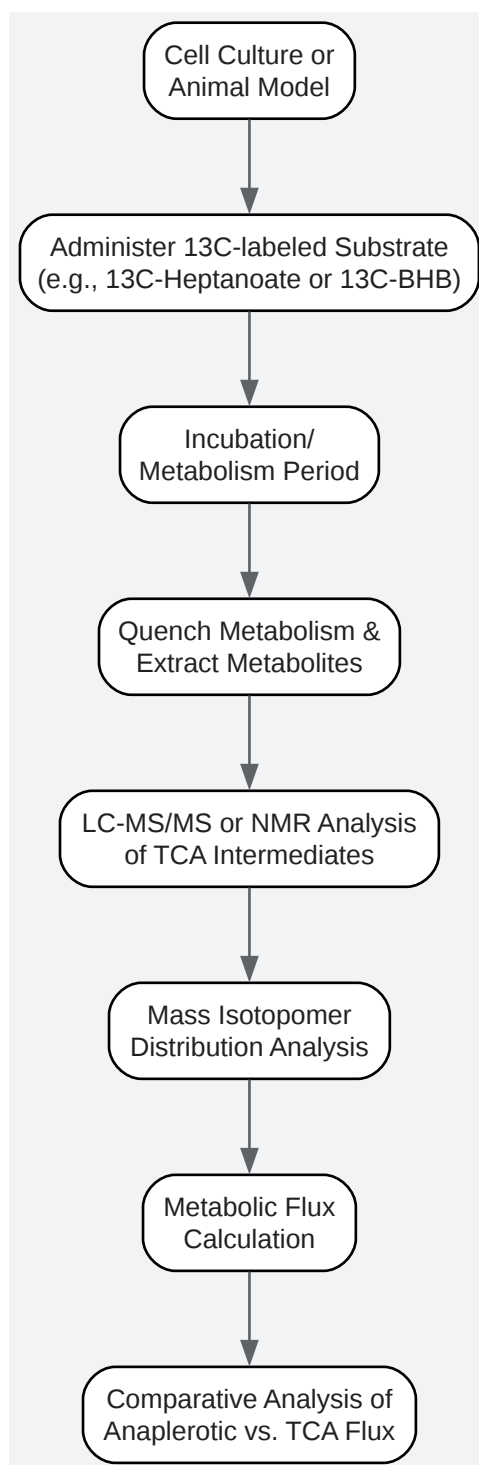 Cell Culture or
Animal Model
Administer 13C-labeled Substrate
(e.g., 13C-Heptanoate or 13C-BHB)
Incubation/
Metabolism Period
Quench Metabolism &
Extract Metabolites
LC-MS/MS or NMR Analysis
of TCA Intermediates
Mass Isotopomer
Distribution Analysis
Metabolic Flux
Calculation
Comparative Analysis of
Anaplerotic vs. TCA Flux